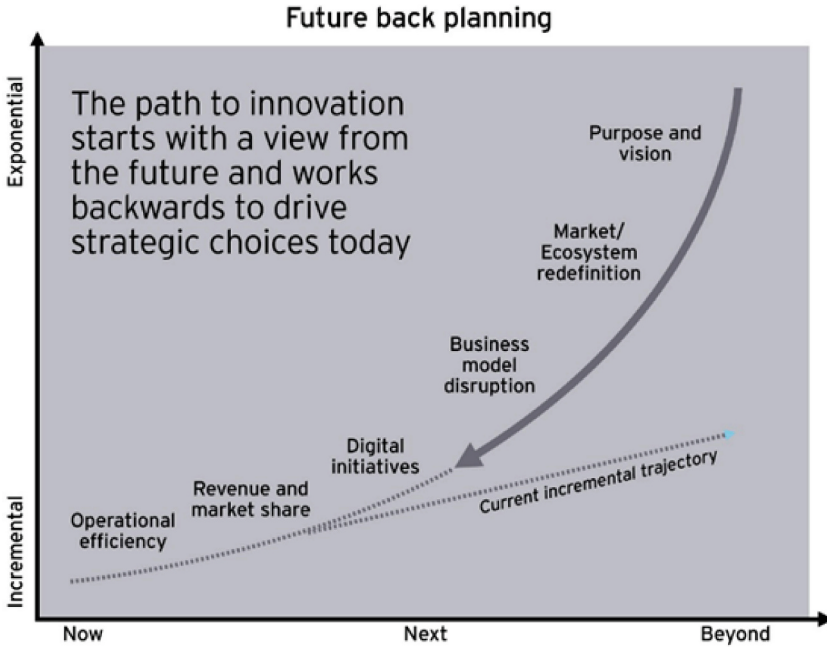 Future back planning
Exponential
Incremental
The path to innovation
starts with a view from
the future and works
backwards to drive
strategic choices today
Purpose and
vision
Market/
Ecosystem
redefinition
Business
model
disruption
Digital
initiatives
Revenue and
market share
Operational
efficiency
Current incremental trajectory
Now
Next
Beyond